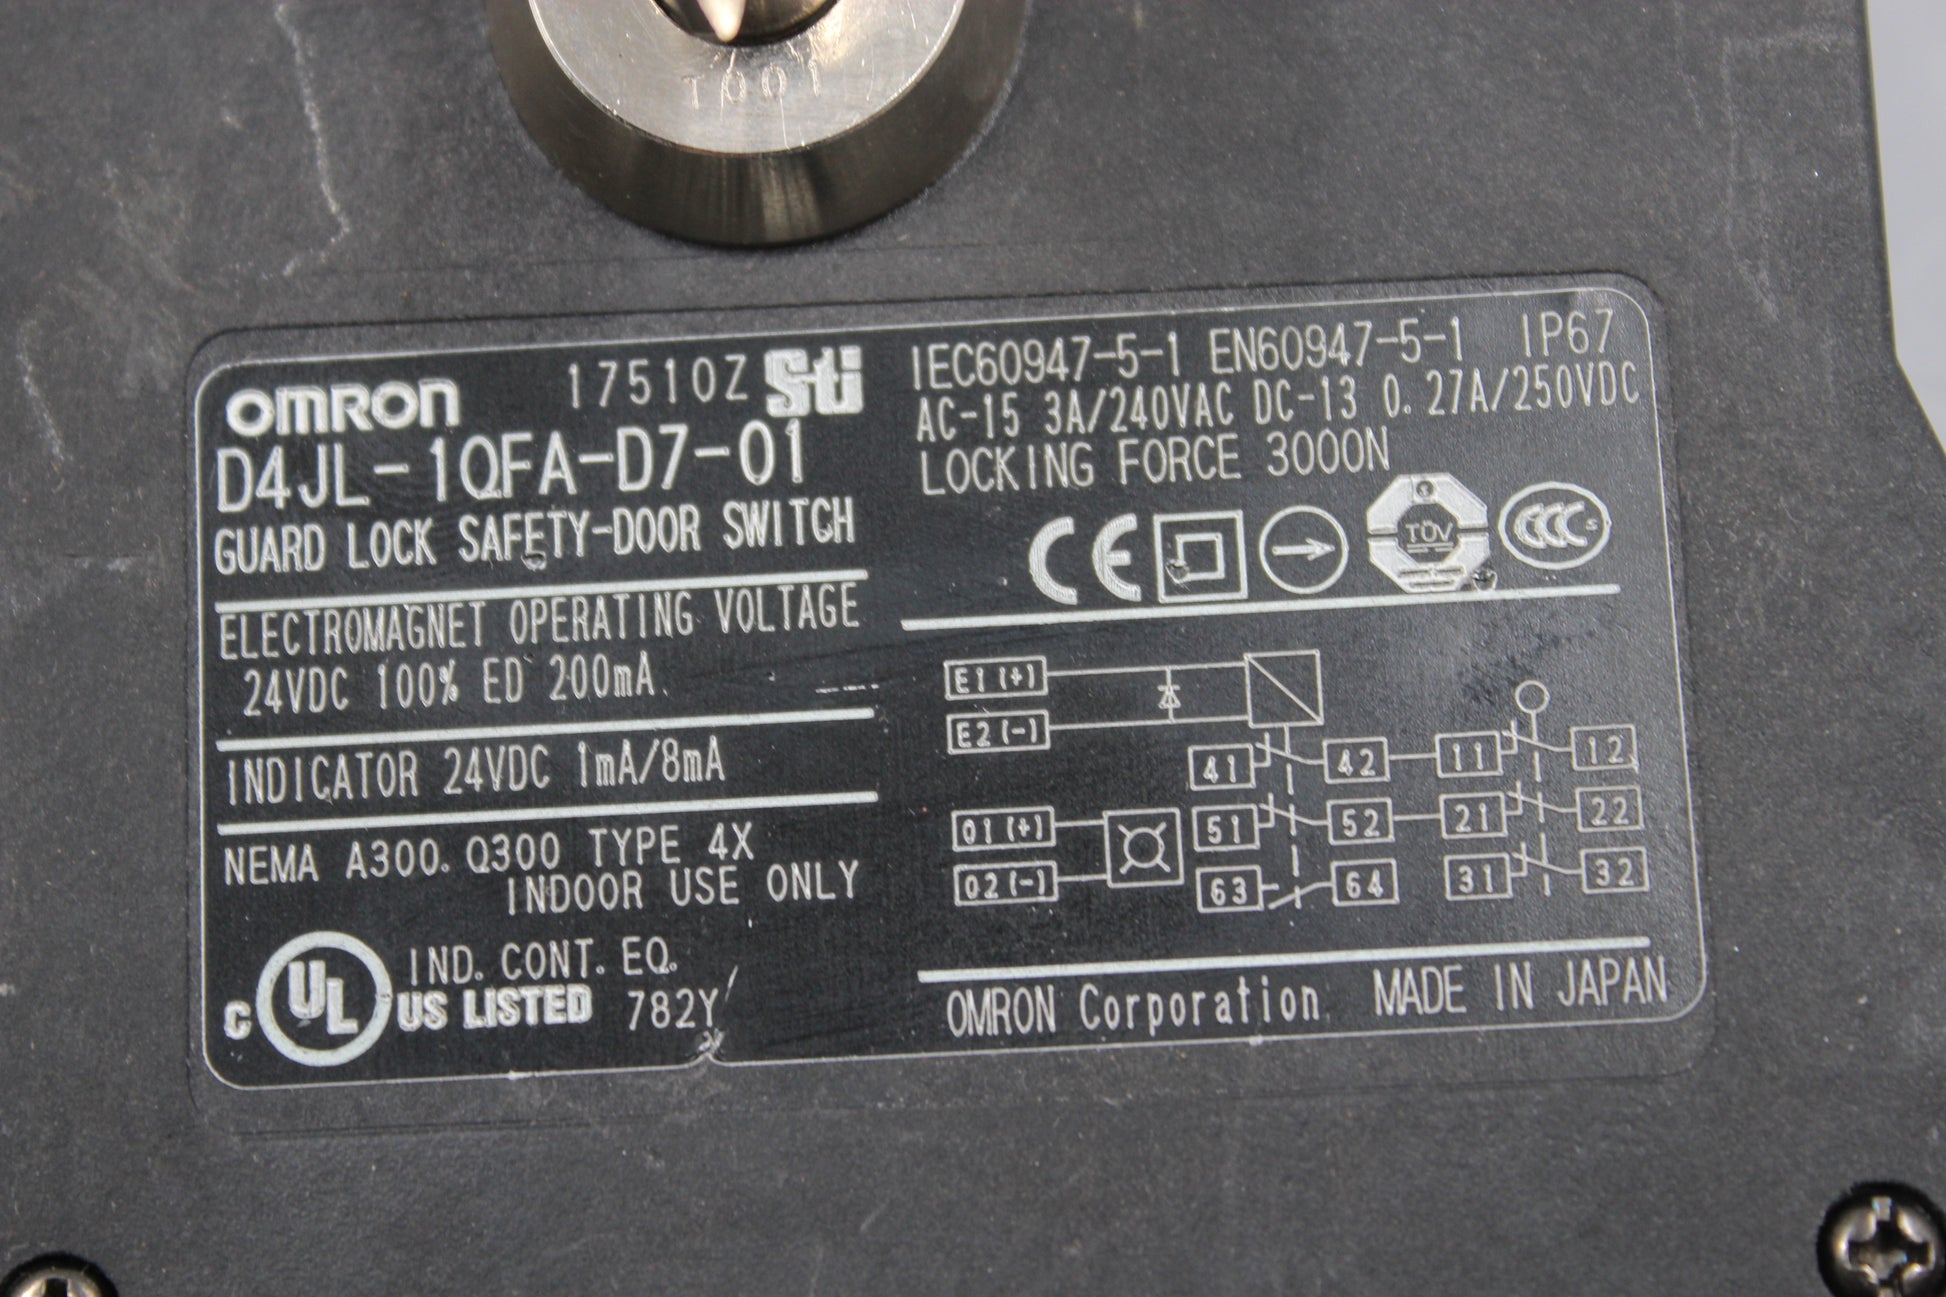 T001
OMRON 17510Z Sti
D4JL-1QFA-D7-01
GUARD LOCK SAFETY-DOOR SWITCH
ELECTROMAGNET OPERATING VOLTAGE
24VDC 100% ED 200mA
INDICATOR 24VDC 1mA/8mA
NEMA A300. Q300 TYPE 4X
INDOOR USE ONLY
IND. CONT. EQ.
C UL US LISTED 782Y
IEC60947-5-1 EN60947-5-1 IP67
AC-15 3A/240VAC DC-13 0.27A/250VDC
LOCKING FORCE 3000N
CE TÜV CCC S
E1(+)
E2(-)
41 42 11 12
01(+) 51 52 21 22
02(-) 63 64 31 32
OMRON Corporation MADE IN JAPAN